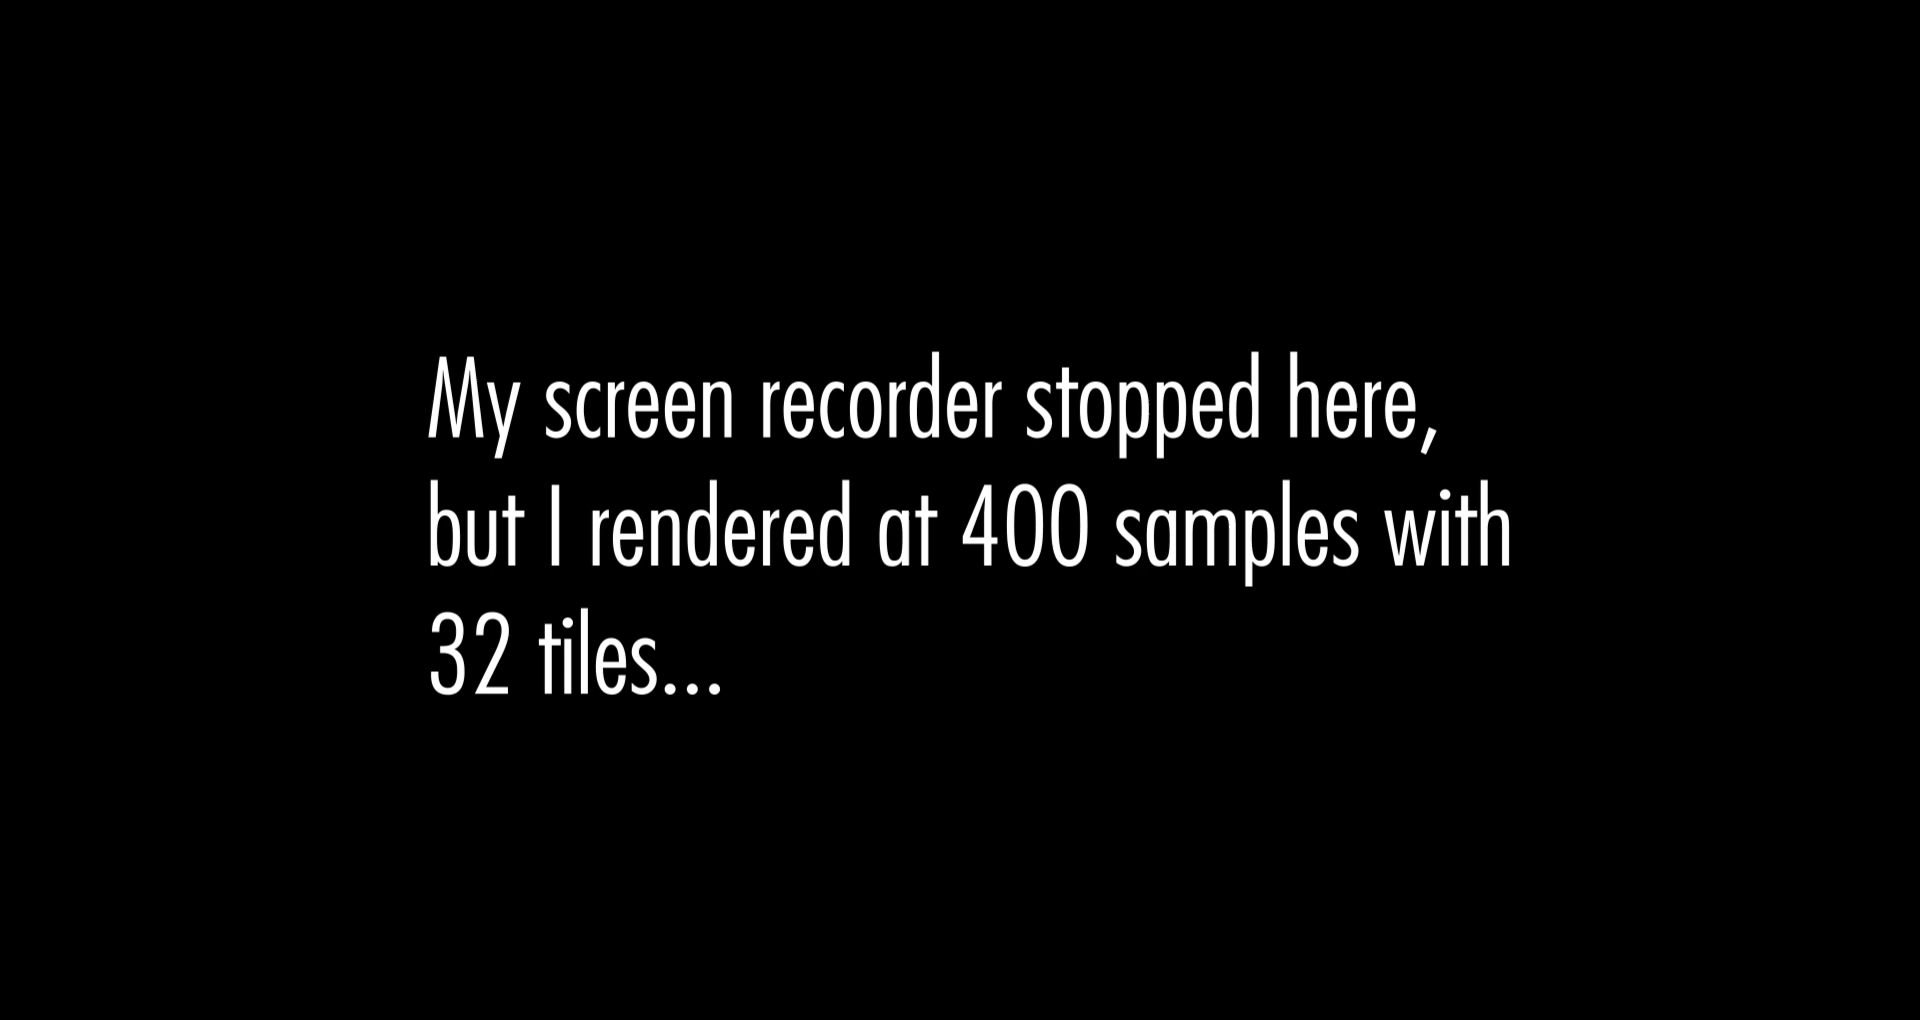 My screen recorder stopped here,
but I rendered at 400 samples with
32 tiles...